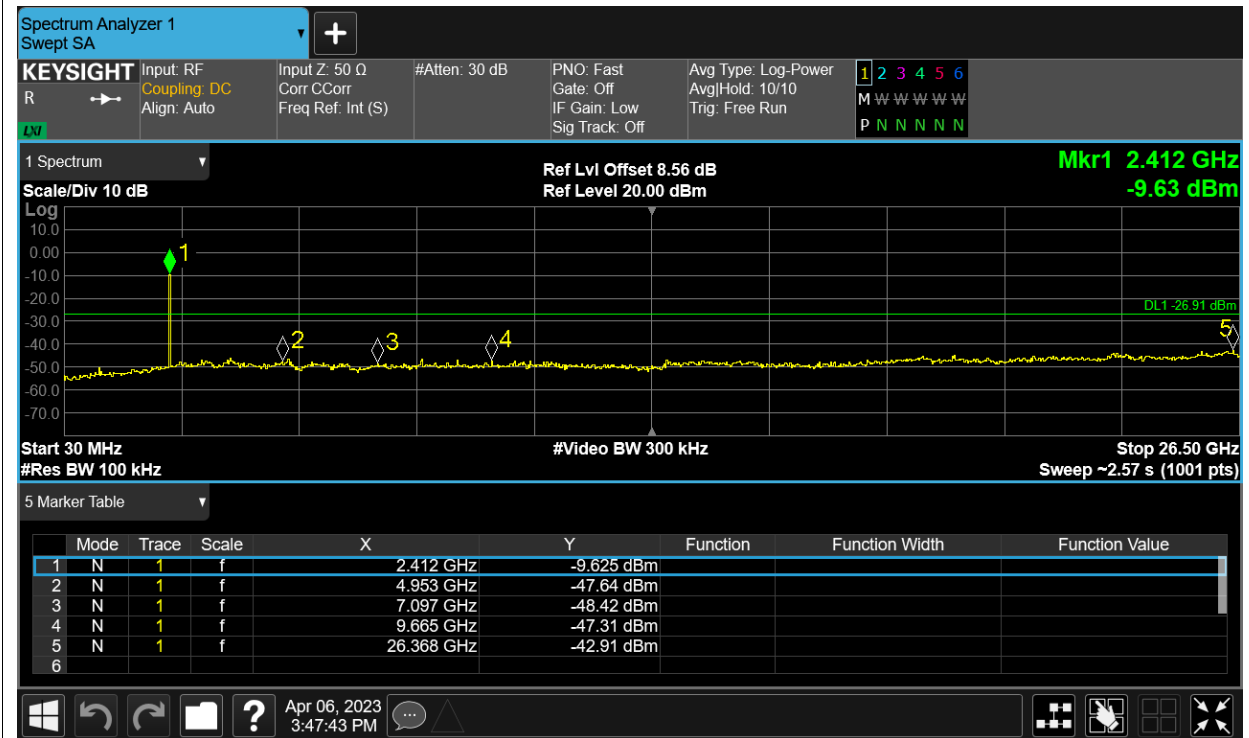 Spectrum Analyzer 1
Swept SA
KEYSIGHT
R
LXI
Input: RF
Coupling: DC
Align: Auto
Input Z: 50 Ω
Corr CCorr
Freq Ref: Int (S)
#Atten: 30 dB
PNO: Fast
Gate: Off
IF Gain: Low
Sig Track: Off
Avg Type: Log-Power
Avg|Hold: 10/10
Trig: Free Run
1 2 3 4 5 6
M W W W W W
P N N N N N
1 Spectrum
Scale/Div 10 dB
Ref Lvl Offset 8.56 dB
Ref Level 20.00 dBm
Mkr1 2.412 GHz
-9.63 dBm
Log
10.0
0.00
-10.0
-20.0
-30.0
-40.0
-50.0
-60.0
-70.0
1
2
3
4
5
DL1 -26.91 dBm
Start 30 MHz
#Res BW 100 kHz
#Video BW 300 kHz
Stop 26.50 GHz
Sweep ~2.57 s (1001 pts)
5 Marker Table
Mode Trace Scale X Y Function Function Width Function Value
1 N 1 f 2.412 GHz -9.625 dBm
2 N 1 f 4.953 GHz -47.64 dBm
3 N 1 f 7.097 GHz -48.42 dBm
4 N 1 f 9.665 GHz -47.31 dBm
5 N 1 f 26.368 GHz -42.91 dBm
6
?
Apr 06, 2023
3:47:43 PM